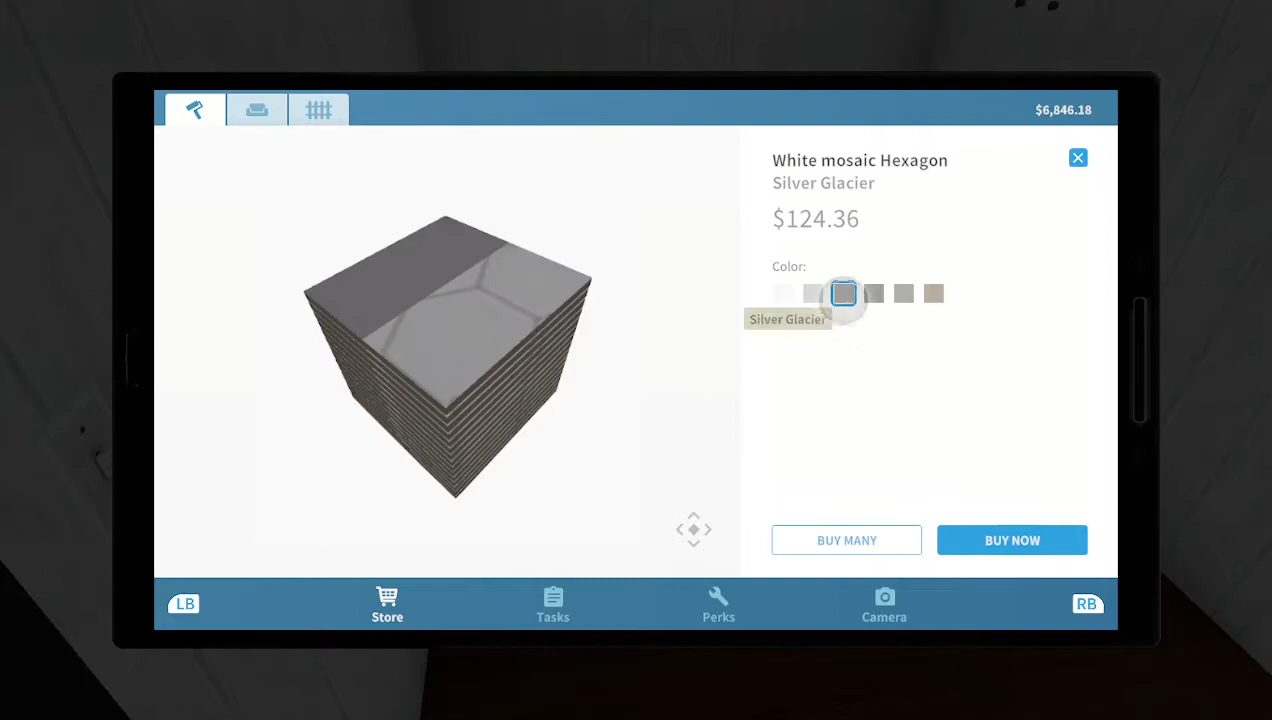 $6,846.18
White mosaic Hexagon
Silver Glacier
$124.36
Color:
Silver Glacier
BUY MANY
BUY NOW
LB
Store
Tasks
Perks
Camera
RB